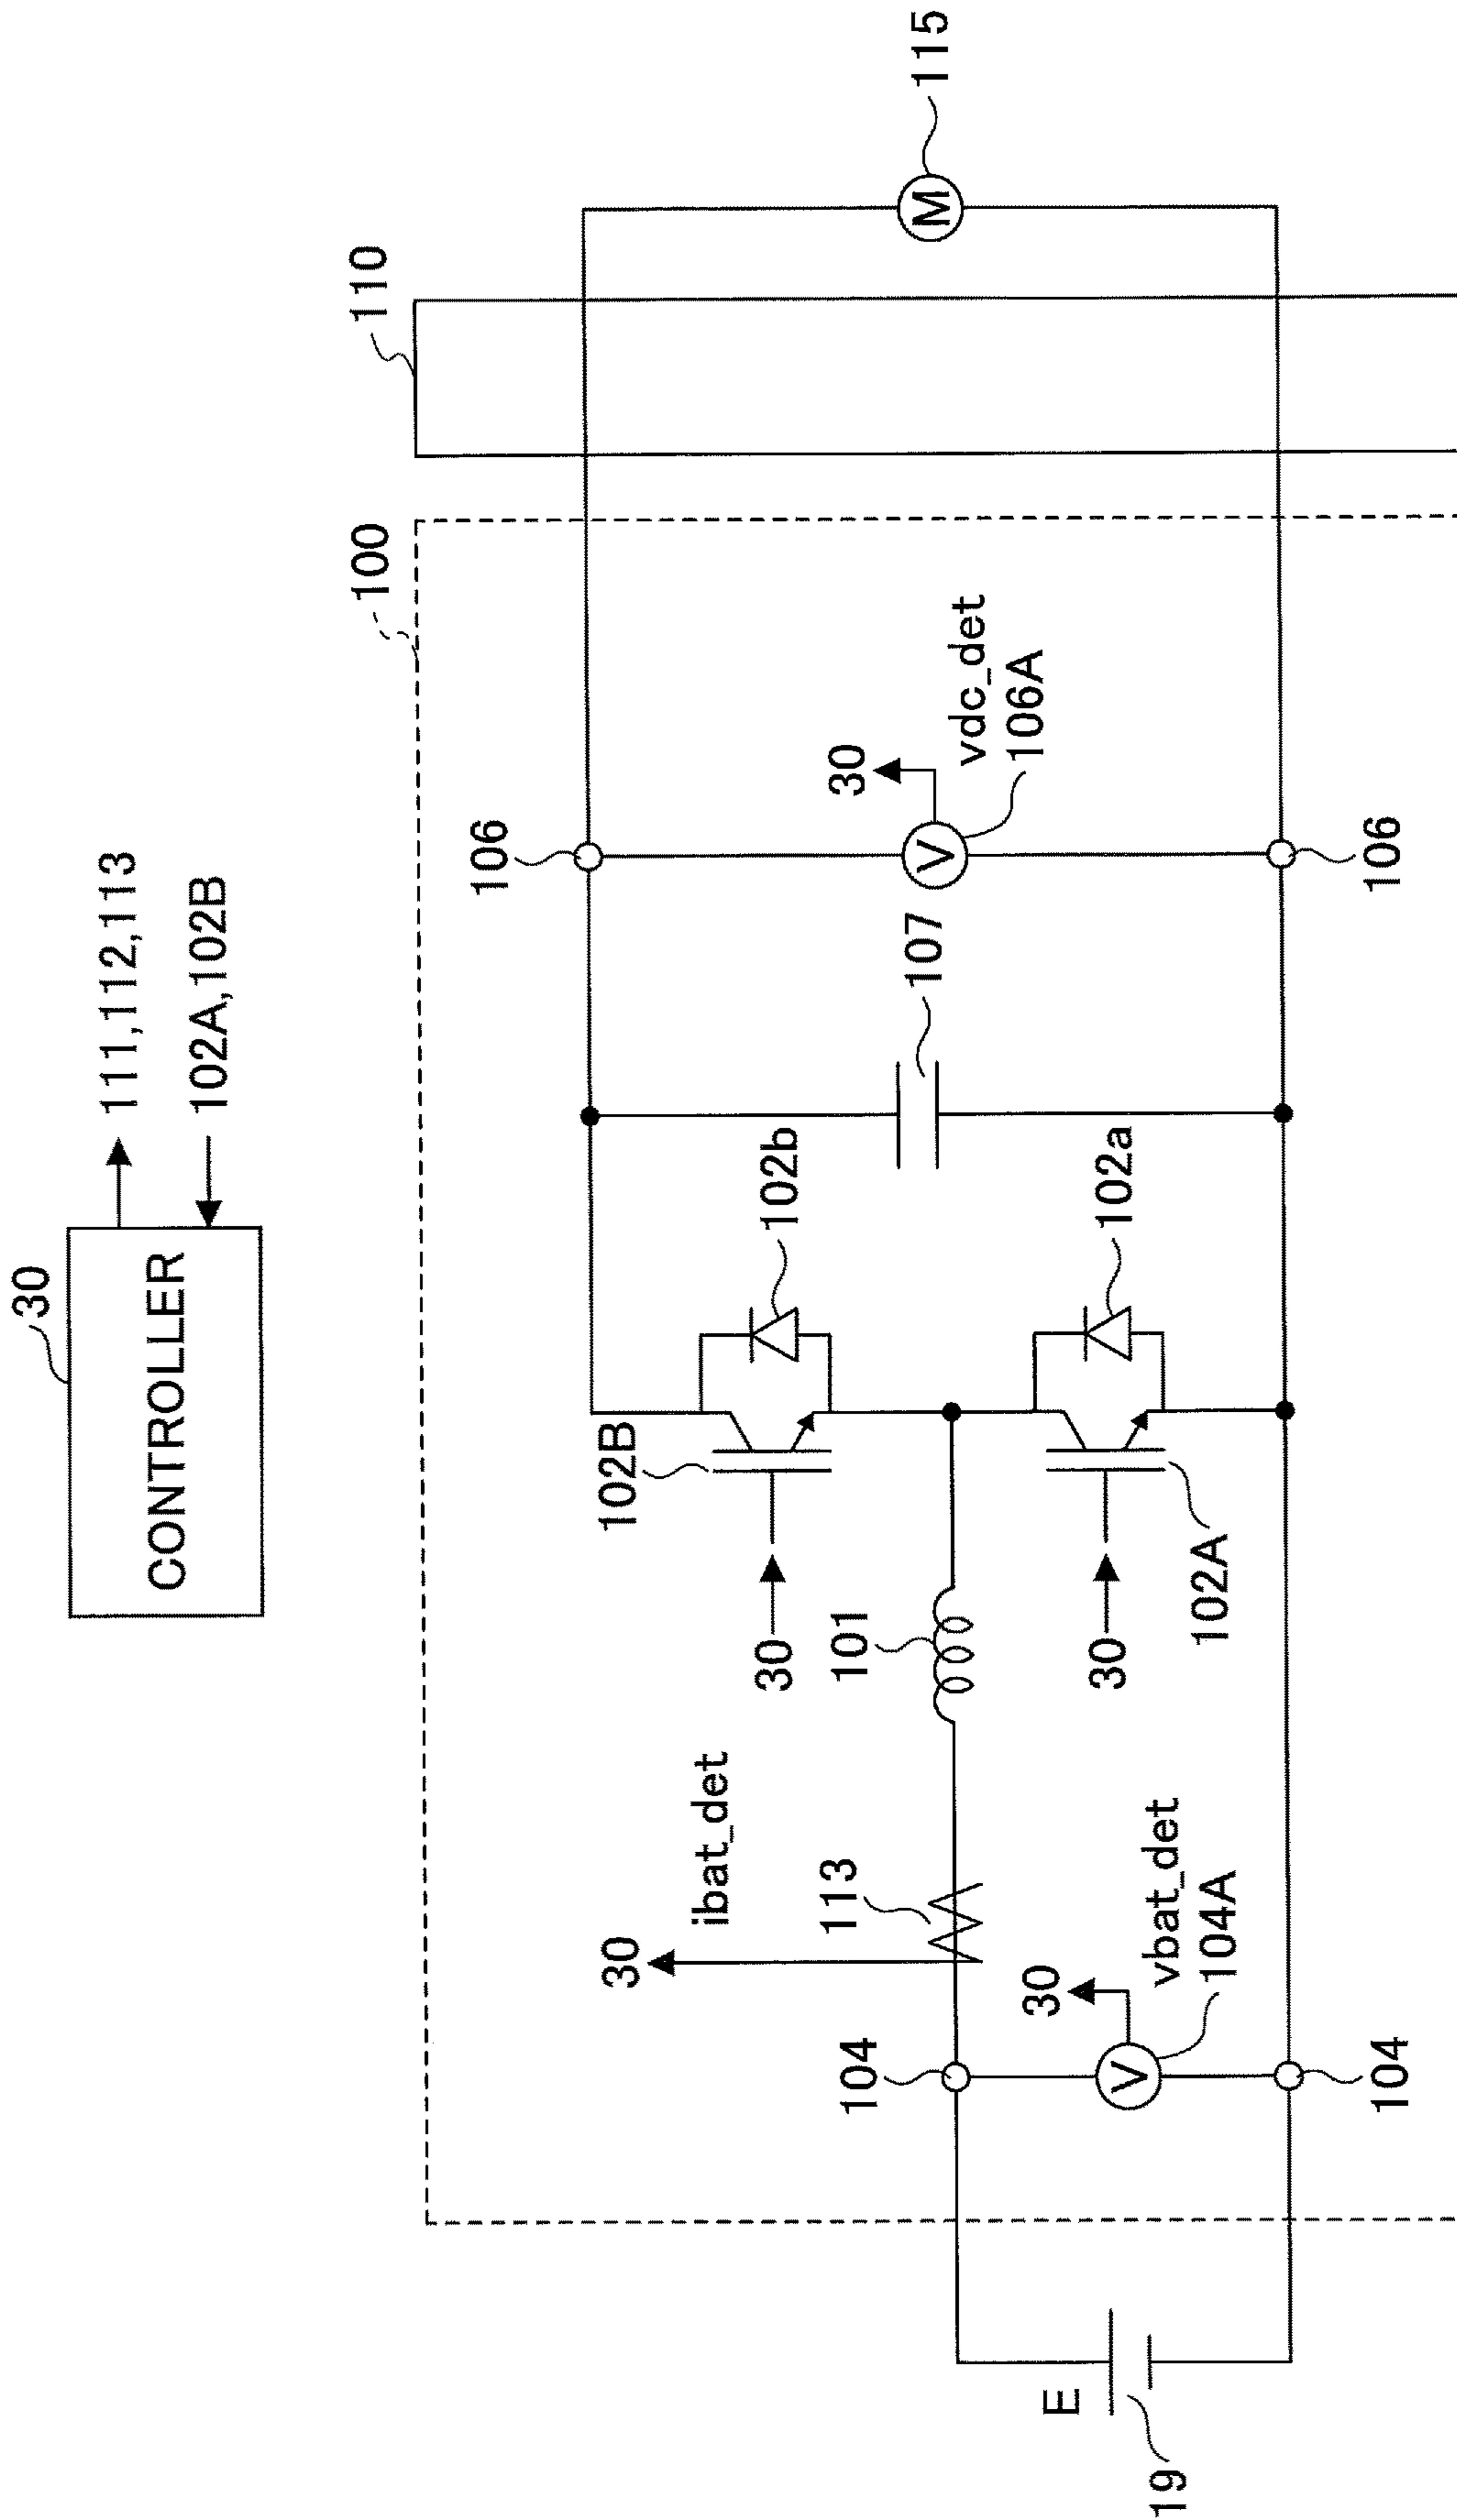 30
CONTROLLER
111,112,113
102A,102B
100
110
106
102B
102b
30
ibat_det
30
101
113
107
30
vdc_det
106A
M
115
104
30
vbat_det
104A
30
102A
102a
E
19
104
106